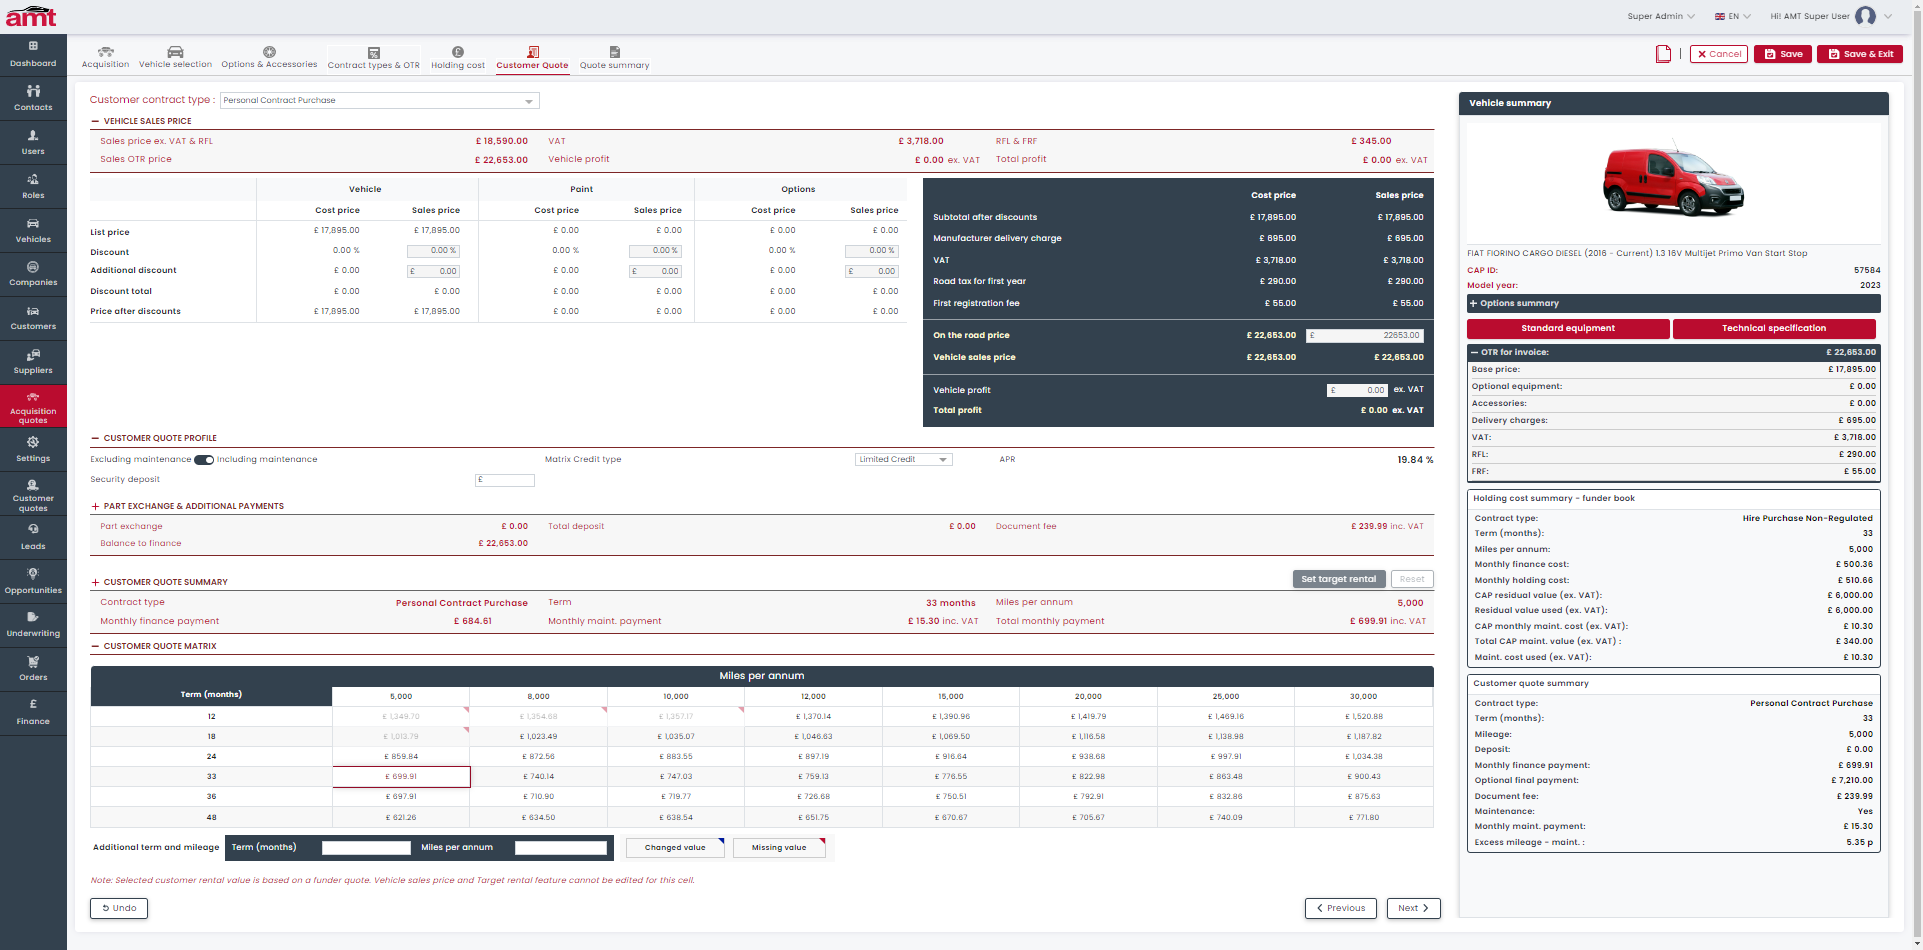 amt
Super Admin EN Hi! AMT Super User
Dashboard
Contacts
Users
Roles
Vehicles
Companies
Customers
Suppliers
Acquisition
quotes
Settings
Customer
quotes
Leads
Opportunities
Underwriting
Orders
Finance
Acquisition Vehicle selection Options & Accessories Contract types & OTR Holding cost Customer Quote Quote summary
Cancel Save Save & Exit
Customer contract type : Personal Contract Purchase
VEHICLE SALES PRICE
Sales price ex. VAT & RFL £ 18,590.00 VAT £ 3,718.00 RFL & FRF £ 345.00
Sales OTR price £ 22,653.00 Vehicle profit £ 0.00 ex. VAT Total profit £ 0.00 ex. VAT
Vehicle Paint Options
Cost price Sales price Cost price Sales price Cost price Sales price
List price £ 17,895.00 £ 17,895.00 £ 0.00 £ 0.00 £ 0.00 £ 0.00
Discount 0.00 % 0.00 % 0.00 % 0.00 % 0.00 % 0.00 %
Additional discount £ 0.00 £ 0.00 £ 0.00 £ 0.00 £ 0.00 £ 0.00
Discount total £ 0.00 £ 0.00 £ 0.00 £ 0.00 £ 0.00 £ 0.00
Price after discounts £ 17,895.00 £ 17,895.00 £ 0.00 £ 0.00 £ 0.00 £ 0.00
Cost price Sales price
Subtotal after discounts £ 17,895.00 £ 17,895.00
Manufacturer delivery charge £ 695.00 £ 695.00
VAT £ 3,718.00 £ 3,718.00
Road tax for first year £ 290.00 £ 290.00
First registration fee £ 55.00 £ 55.00
On the road price £ 22,653.00 £ 22653.00
Vehicle sales price £ 22,653.00 £ 22,653.00
Vehicle profit £ 0.00 ex. VAT
Total profit £ 0.00 ex. VAT
CUSTOMER QUOTE PROFILE
Excluding maintenance Including maintenance Matrix Credit type Limited Credit APR 19.84 %
Security deposit £
PART EXCHANGE & ADDITIONAL PAYMENTS
Part exchange £ 0.00 Total deposit £ 0.00 Document fee £ 239.99 inc. VAT
Balance to finance £ 22,653.00
CUSTOMER QUOTE SUMMARY Set target rental Reset
Contract type Personal Contract Purchase Term 33 months Miles per annum 5,000
Monthly finance payment £ 684.61 Monthly maint. payment £ 15.30 inc. VAT Total monthly payment £ 699.91 inc. VAT
CUSTOMER QUOTE MATRIX
Miles per annum
Term (months) 5,000 8,000 10,000 12,000 15,000 20,000 25,000 30,000
12 £ 1,349.70 £ 1,354.68 £ 1,357.17 £ 1,370.14 £ 1,390.96 £ 1,419.79 £ 1,469.16 £ 1,520.88
18 £ 1,013.79 £ 1,023.49 £ 1,035.07 £ 1,046.63 £ 1,069.50 £ 1,116.58 £ 1,138.98 £ 1,187.82
24 £ 859.84 £ 872.56 £ 883.55 £ 897.19 £ 916.64 £ 938.68 £ 997.91 £ 1,034.38
33 £ 699.91 £ 740.14 £ 747.03 £ 759.13 £ 776.55 £ 822.98 £ 863.48 £ 900.43
36 £ 697.91 £ 710.90 £ 719.77 £ 726.68 £ 750.51 £ 792.91 £ 832.86 £ 875.63
48 £ 621.26 £ 634.50 £ 638.54 £ 651.75 £ 670.67 £ 705.67 £ 740.09 £ 771.80
Additional term and mileage Term (months) Miles per annum Changed value Missing value
Note: Selected customer rental value is based on a funder quote. Vehicle sales price and Target rental feature cannot be edited for this cell.
Undo Previous Next
Vehicle summary
FIAT FIORINO CARGO DIESEL (2016 - Current) 1.3 16V Multijet Primo Van Start Stop
CAP ID: 57584
Model year: 2023
Options summary
Standard equipment Technical specification
OTR for invoice: £ 22,653.00
Base price: £ 17,895.00
Optional equipment: £ 0.00
Accessories: £ 0.00
Delivery charges: £ 695.00
VAT: £ 3,718.00
RFL: £ 290.00
FRF: £ 55.00
Holding cost summary - funder book
Contract type: Hire Purchase Non-Regulated
Term (months): 33
Miles per annum: 5,000
Monthly finance cost: £ 500.36
Monthly holding cost: £ 510.66
CAP residual value (ex. VAT): £ 6,000.00
Residual value used (ex. VAT): £ 6,000.00
CAP monthly maint. cost (ex. VAT): £ 10.30
Total CAP maint. value (ex. VAT) : £ 340.00
Maint. cost used (ex. VAT): £ 10.30
Customer quote summary
Contract type: Personal Contract Purchase
Term (months): 33
Mileage: 5,000
Deposit: £ 0.00
Monthly finance payment: £ 699.91
Optional final payment: £ 7,210.00
Document fee: £ 239.99
Maintenance: Yes
Monthly maint. payment: £ 15.30
Excess mileage - maint. : 5.35 p